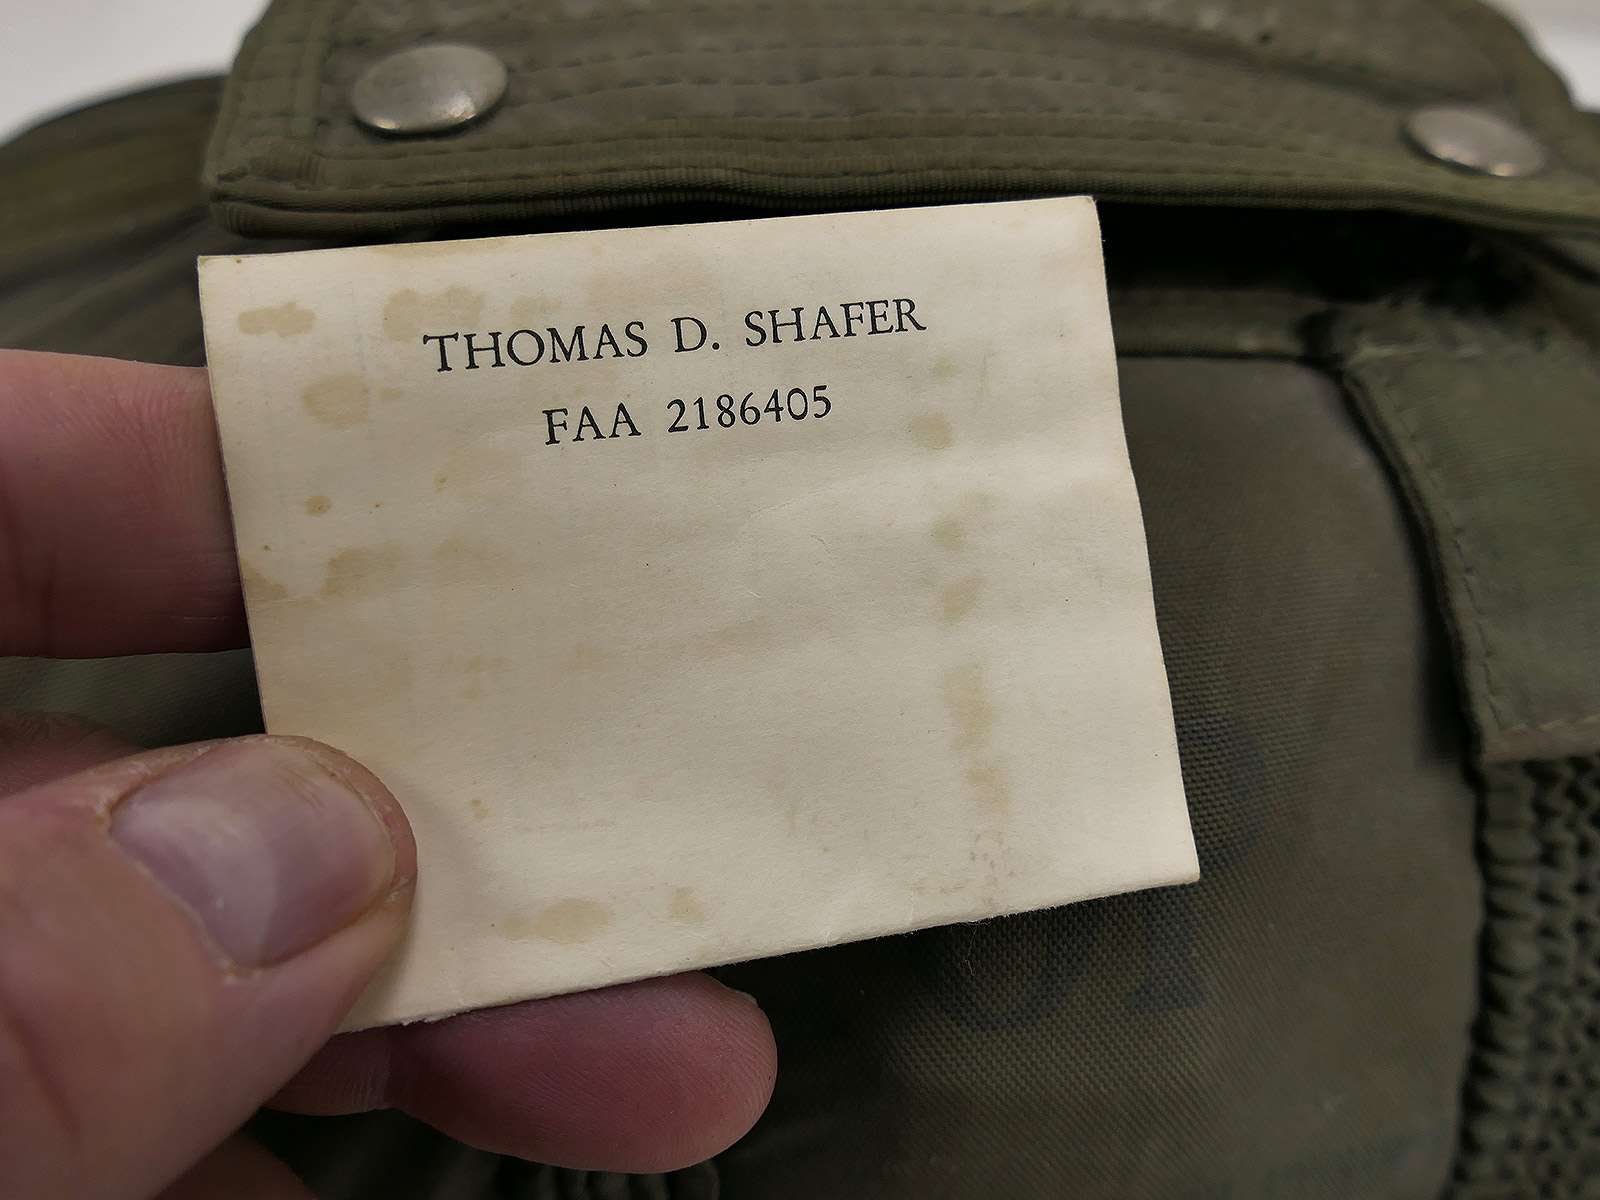 THOMAS D. SHAFER
FAA 2186405